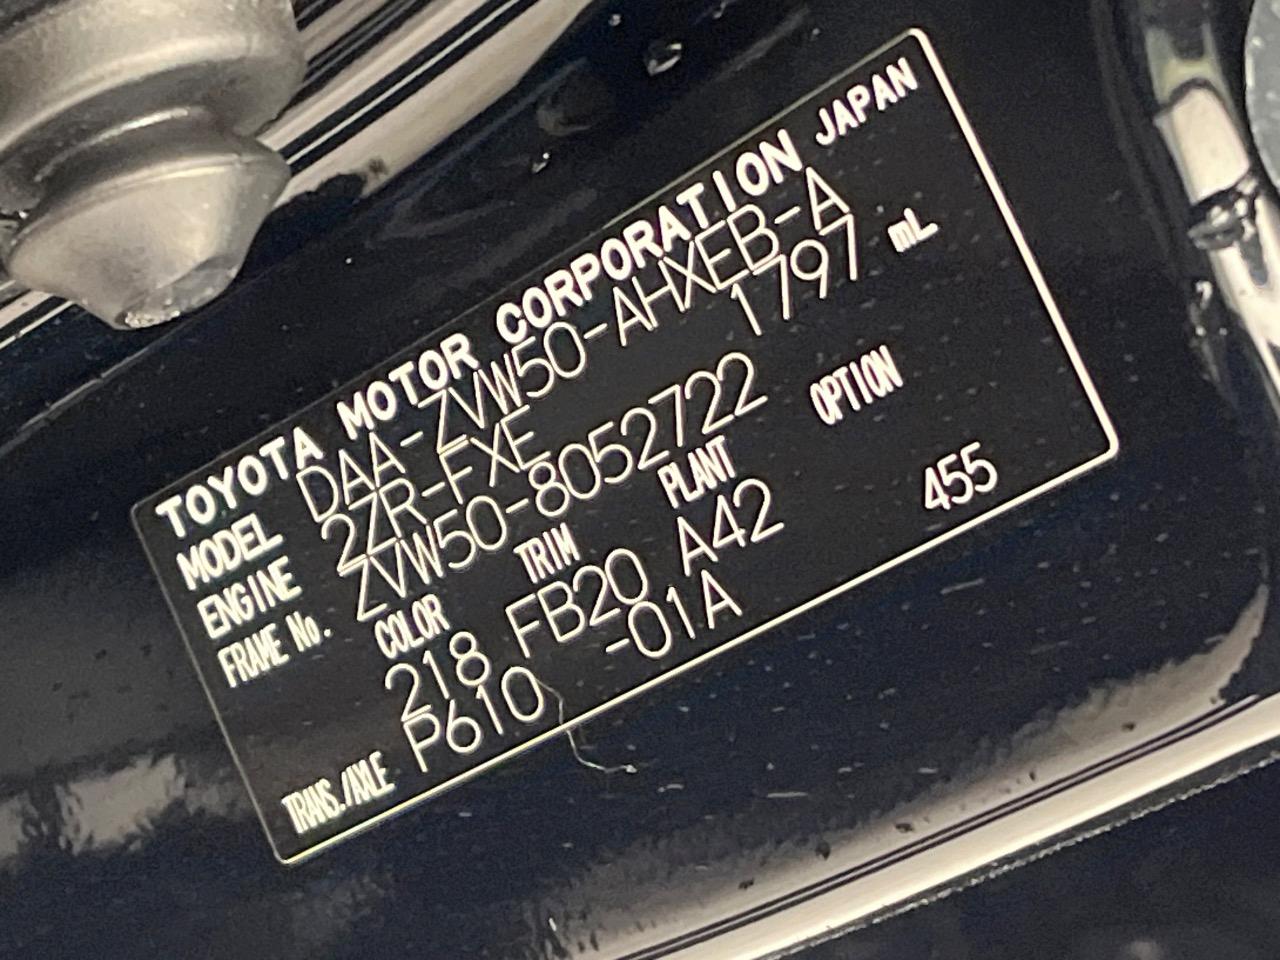 TOYOTA MOTOR CORPORATION JAPAN
MODEL DAA-ZVW50-AHXEB-A
ENGINE 2ZR-FXE 1797 mL
FRAME No. ZVW50-8052722
COLOR TRIM PLANT OPTION
218 FB20 A42 455
TRANS./AXLE P610 -01A